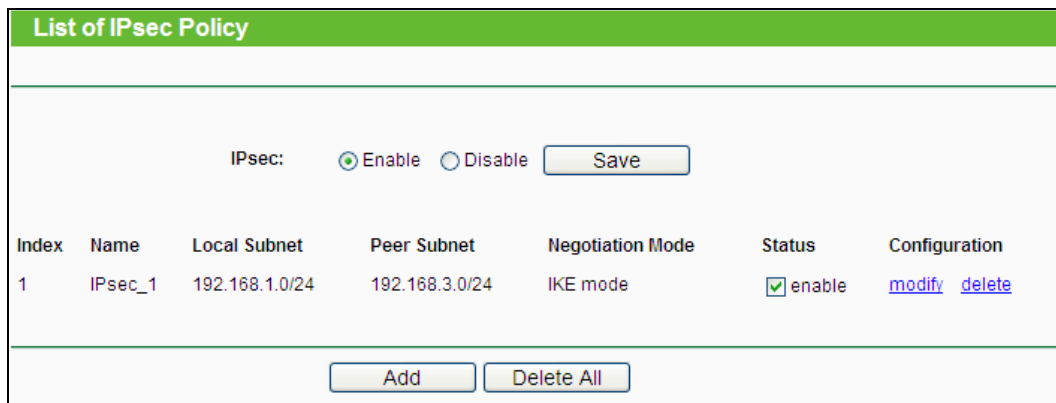 List of IPsec Policy
IPsec: Enable Disable Save
Index Name Local Subnet Peer Subnet Negotiation Mode Status Configuration
1 IPsec_1 192.168.1.0/24 192.168.3.0/24 IKE mode enable modify delete
Add Delete All